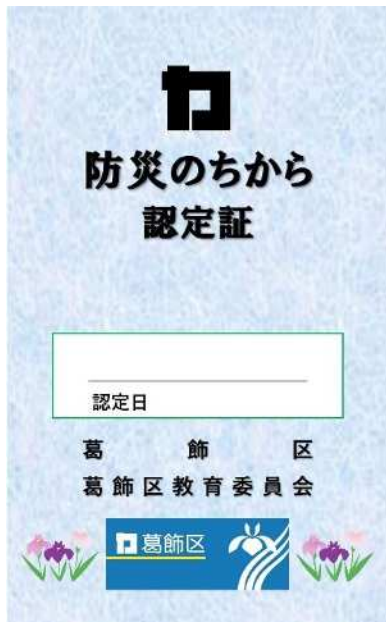 防災のちから
認定証
認定日
葛飾区
葛飾区教育委員会
葛飾区